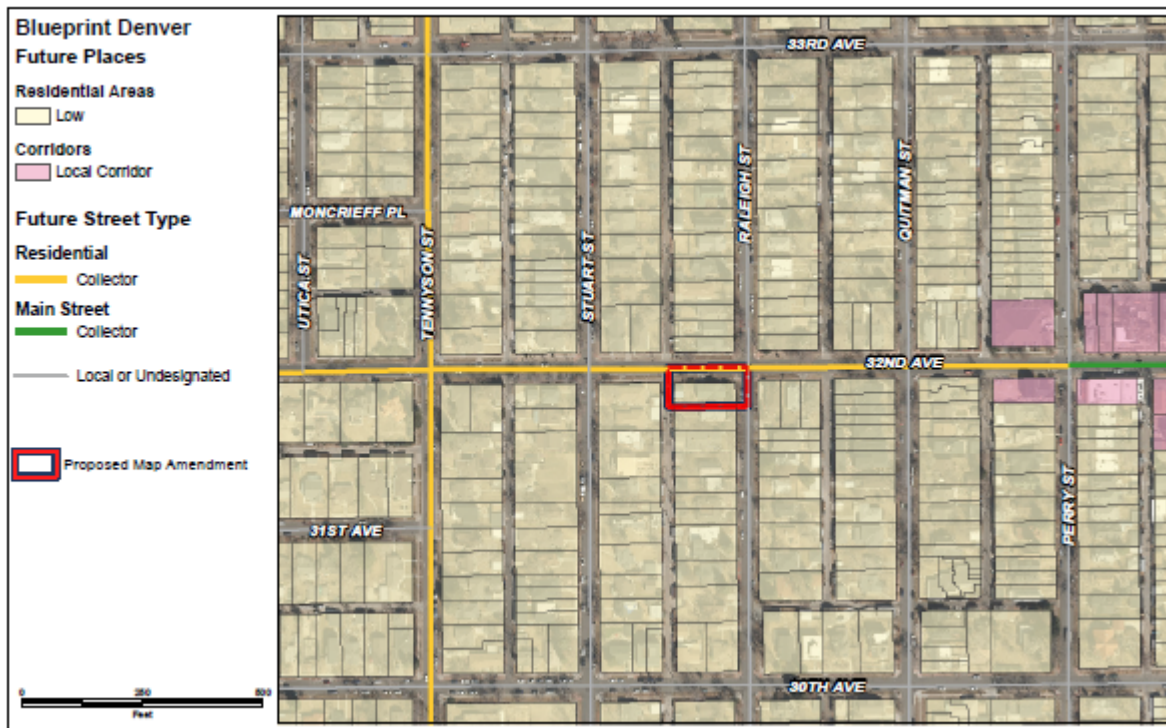 Blueprint Denver
Future Places
Residential Areas
Low
Corridors
Local Corridor
Future Street Type
Residential
Collector
Main Street
Collector
Local or Undesignated
Proposed Map Amendment
0 250 500
Feet
33RD AVE
MONCRIEFF PL
UTICA ST
TENNYSON ST
STUART ST
RALEIGH ST
QUITMAN ST
32ND AVE
31ST AVE
PERRY ST
30TH AVE